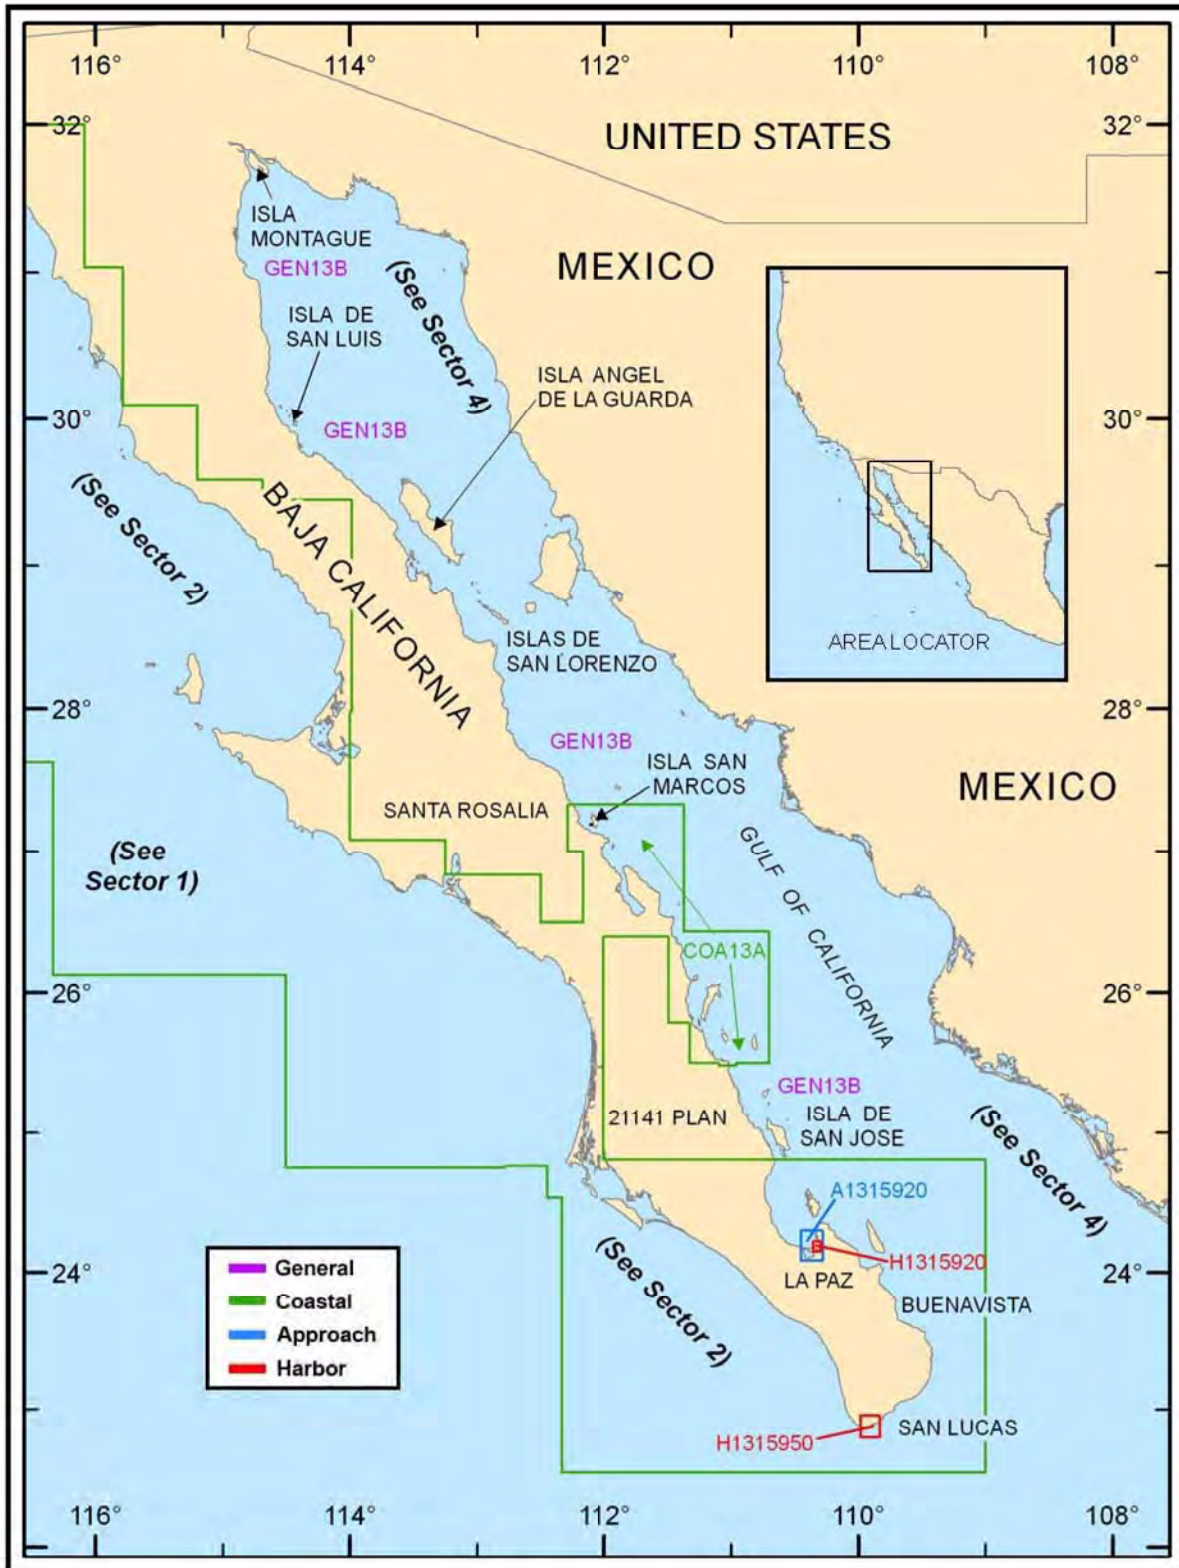 116°
114°
112°
110°
108°
32°
UNITED STATES
32°
ISLA
MONTAGUE
GEN13B
(See Sector 4)
MEXICO
ISLA DE
SAN LUIS
ISLA ANGEL
DE LA GUARDA
30°
GEN13B
30°
(See Sector 2)
BAJA CALIFORNIA
ISLAS DE
SAN LORENZO
AREA LOCATOR
28°
28°
GEN13B
ISLA SAN
MARCOS
MEXICO
SANTA ROSALIA
(See
Sector 1)
GULF OF CALIFORNIA
COA13A
26°
26°
GEN13B
21141 PLAN
ISLA DE
SAN JOSE
(See Sector 4)
A1315920
(See Sector 2)
H1315920
24°
LA PAZ
24°
BUENAVISTA
General
Coastal
Approach
Harbor
SAN LUCAS
H1315950
116°
114°
112°
110°
108°